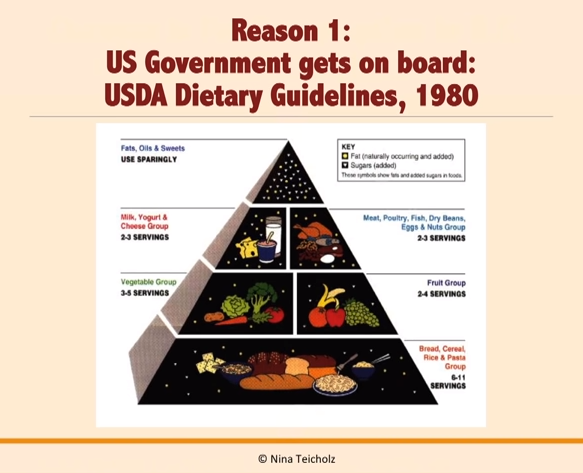 Reason 1:
US Government gets on board:
USDA Dietary Guidelines, 1980
Fats, Oils & Sweets
USE SPARINGLY
KEY
Fat (naturally occurring and added)
Sugars (added)
These symbols show fats and added sugars in foods.
Milk, Yogurt &
Cheese Group
2-3 SERVINGS
Meat, Poultry, Fish, Dry Beans,
Eggs & Nuts Group
2-3 SERVINGS
Vegetable Group
3-5 SERVINGS
Fruit Group
2-4 SERVINGS
Bread, Cereal,
Rice & Pasta
Group
6-11
SERVINGS
© Nina Teicholz